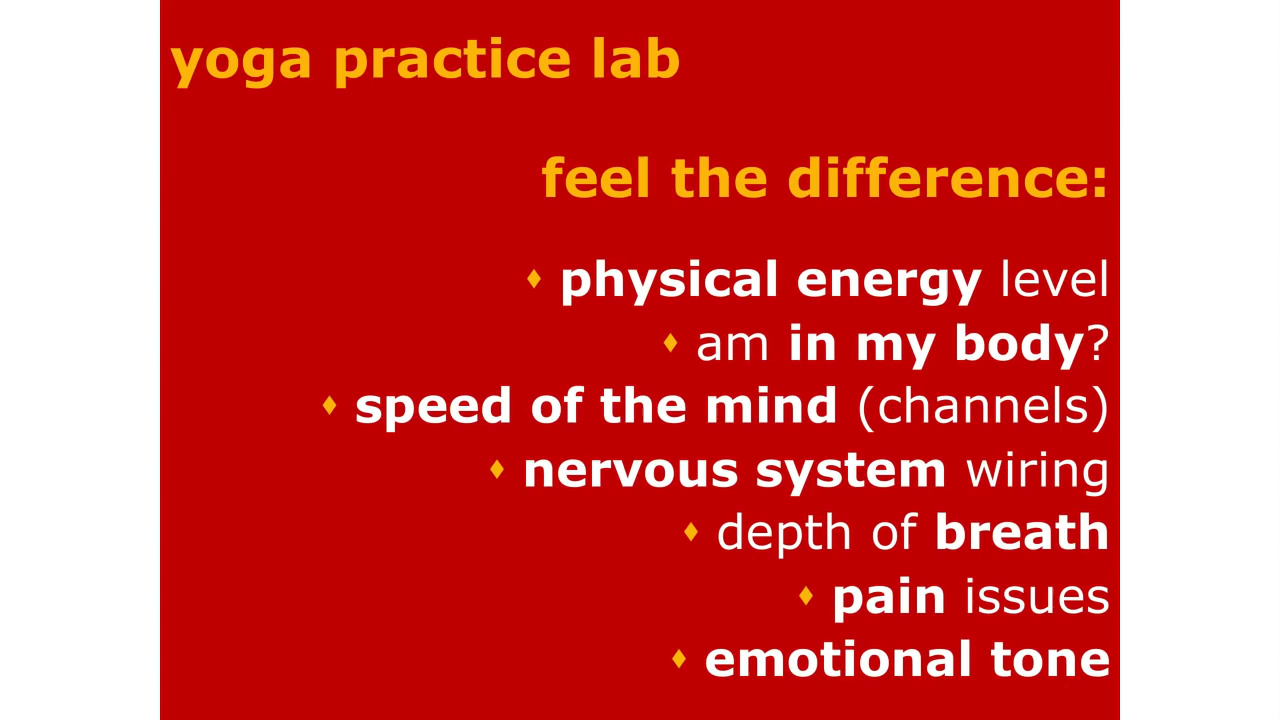 yoga practice lab
feel the difference:
♦ physical energy level
♦ am in my body?
♦ speed of the mind (channels)
♦ nervous system wiring
♦ depth of breath
♦ pain issues
♦ emotional tone